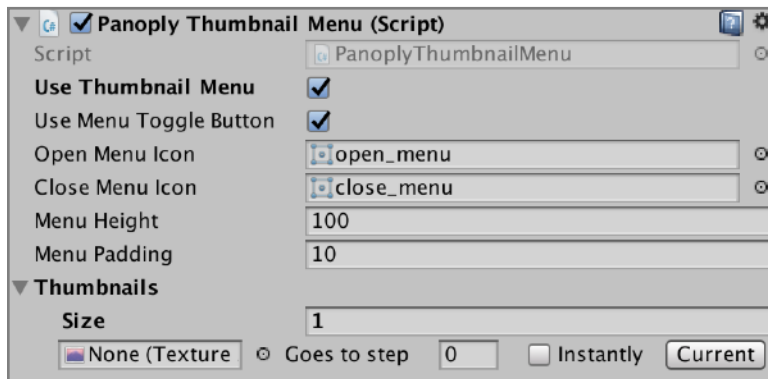 Panoply Thumbnail Menu (Script)
Script PanoplyThumbnailMenu
Use Thumbnail Menu
Use Menu Toggle Button
Open Menu Icon open_menu
Close Menu Icon close_menu
Menu Height 100
Menu Padding 10
Thumbnails
Size 1
None (Texture Goes to step 0 Instantly Current